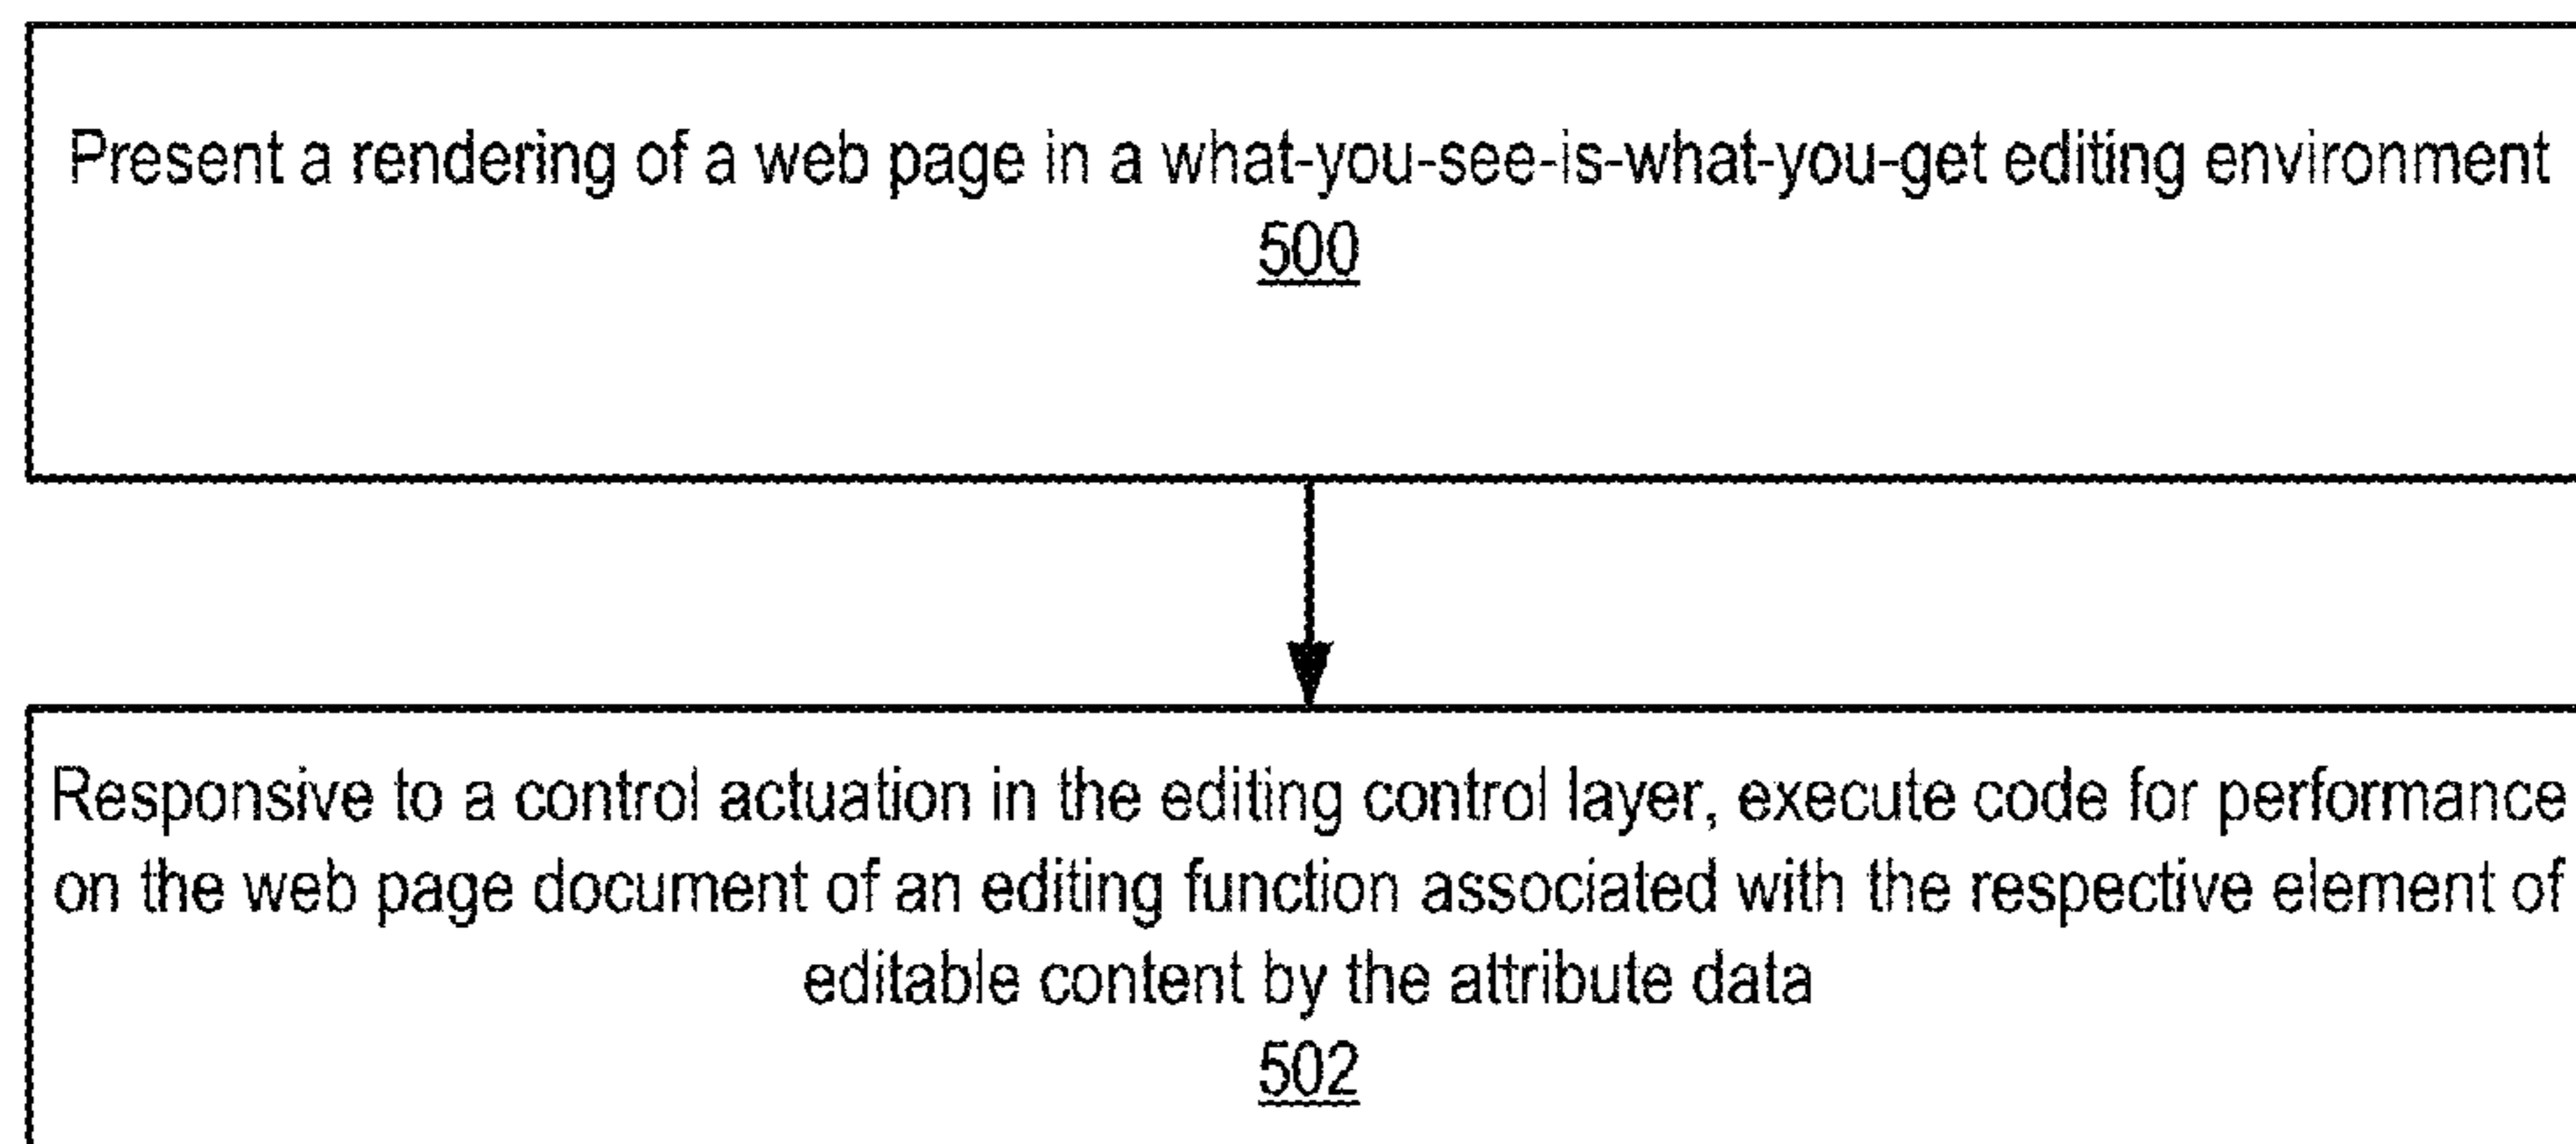 Present a rendering of a web page in a what-you-see-is-what-you-get editing environment
500
Responsive to a control actuation in the editing control layer, execute code for performance
on the web page document of an editing function associated with the respective element of
editable content by the attribute data
502